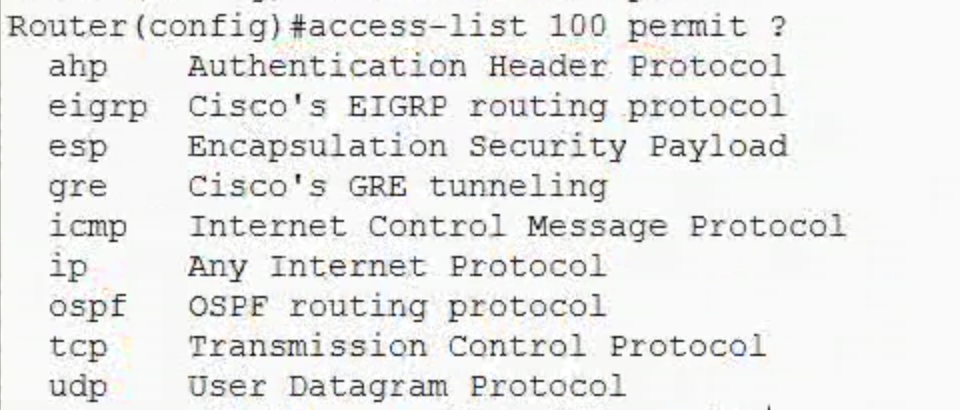 Router(config)#access-list 100 permit ?
ahp Authentication Header Protocol
eigrp Cisco's EIGRP routing protocol
esp Encapsulation Security Payload
gre Cisco's GRE tunneling
icmp Internet Control Message Protocol
ip Any Internet Protocol
ospf OSPF routing protocol
tcp Transmission Control Protocol
udp User Datagram Protocol